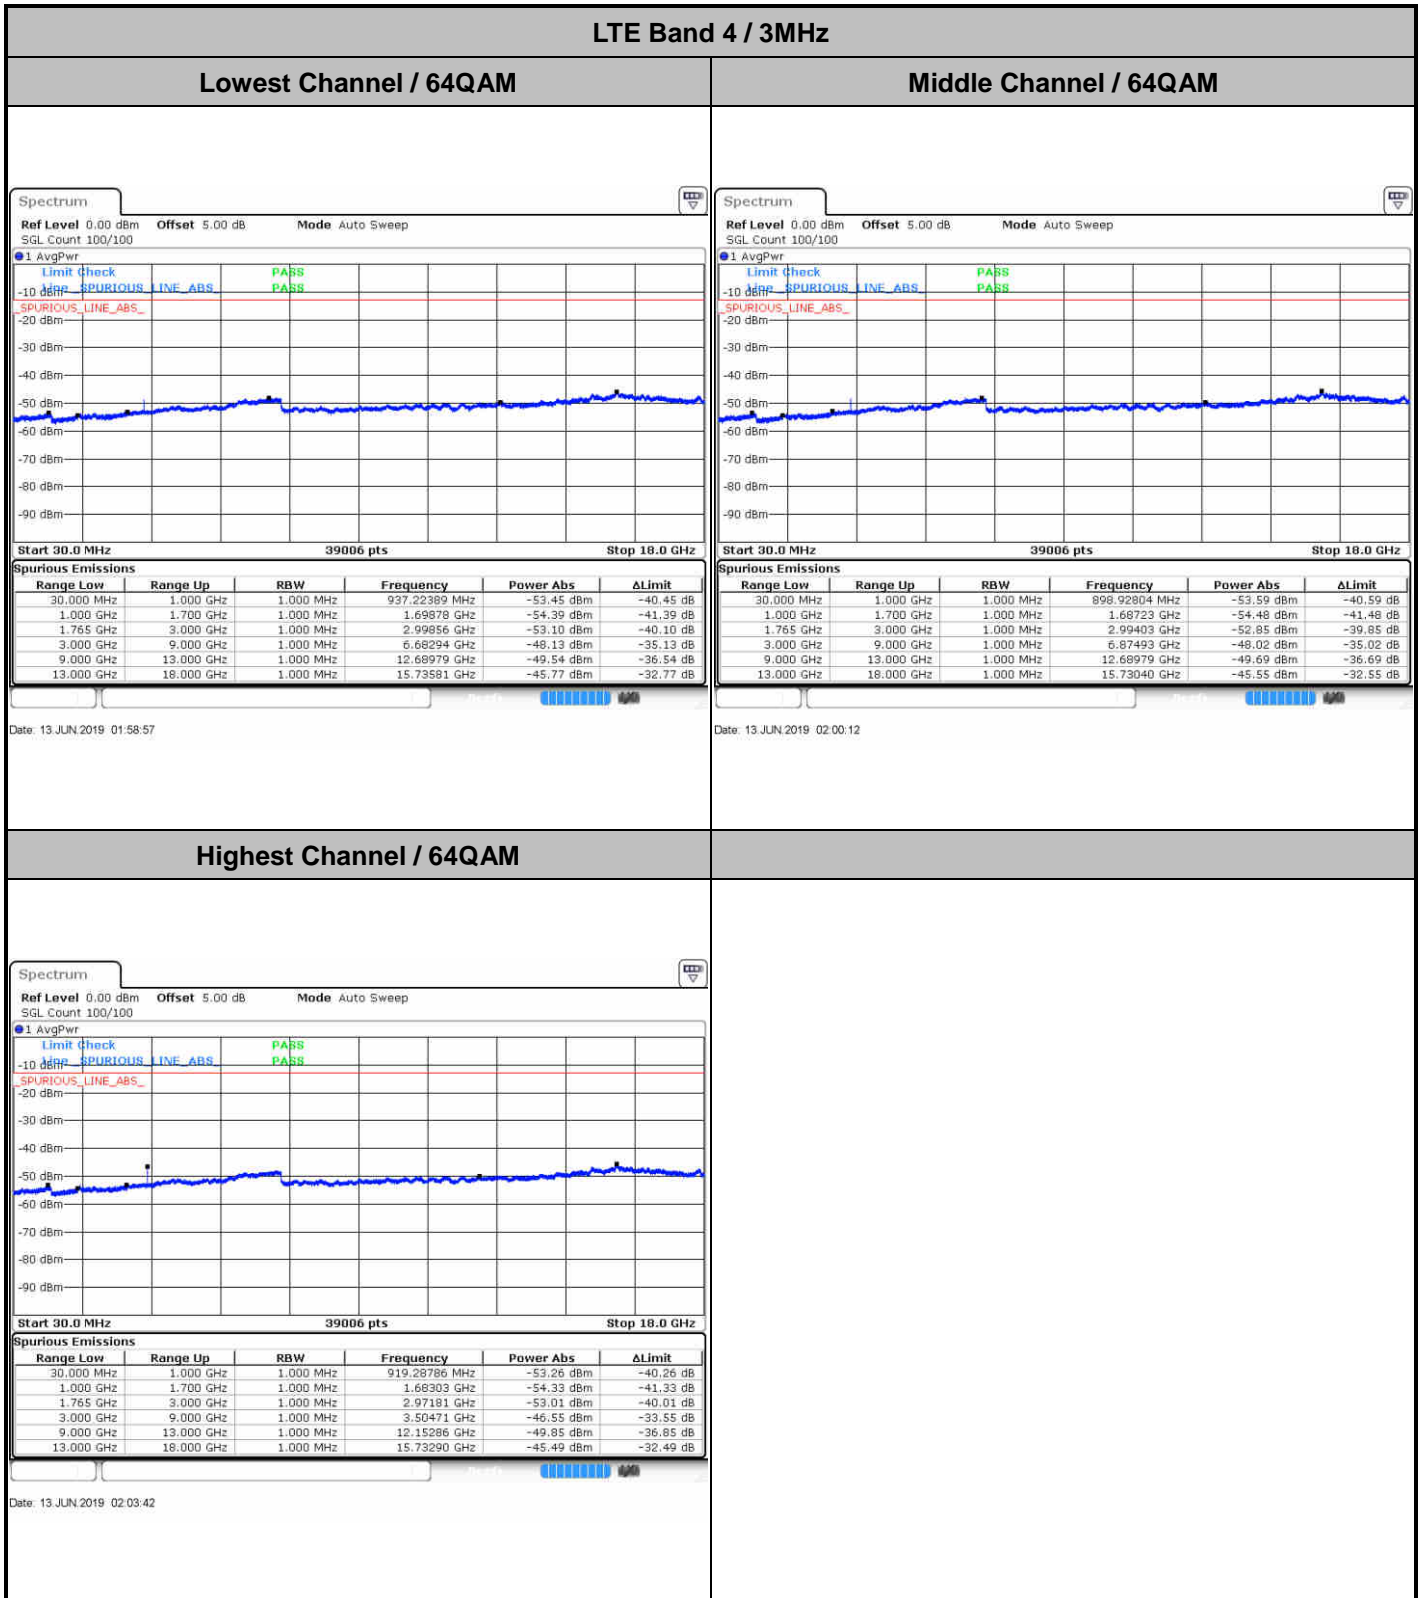 LTE Band 4 / 3MHz
Lowest Channel / 64QAM
Middle Channel / 64QAM
Spectrum
Ref Level 0.00 dBm Offset 5.00 dB Mode Auto Sweep
SGL Count 100/100
1 AvgPwr
Limit Check PASS
Line _SPURIOUS_LINE_ABS_ PASS
-10 dBm
_SPURIOUS_LINE_ABS_
-20 dBm
-30 dBm
-40 dBm
-50 dBm
-60 dBm
-70 dBm
-80 dBm
-90 dBm
Start 30.0 MHz 39006 pts Stop 18.0 GHz
Spurious Emissions
Range Low Range Up RBW Frequency Power Abs ΔLimit
30.000 MHz 1.000 GHz 1.000 MHz 937.22389 MHz -53.45 dBm -40.45 dB
1.000 GHz 1.700 GHz 1.000 MHz 1.69878 GHz -54.39 dBm -41.39 dB
1.765 GHz 3.000 GHz 1.000 MHz 2.99856 GHz -53.10 dBm -40.10 dB
3.000 GHz 9.000 GHz 1.000 MHz 6.68294 GHz -48.13 dBm -35.13 dB
9.000 GHz 13.000 GHz 1.000 MHz 12.68979 GHz -49.54 dBm -36.54 dB
13.000 GHz 18.000 GHz 1.000 MHz 15.73581 GHz -45.77 dBm -32.77 dB
Date: 13.JUN.2019 01:58:57
Spectrum
Ref Level 0.00 dBm Offset 5.00 dB Mode Auto Sweep
SGL Count 100/100
1 AvgPwr
Limit Check PASS
Line _SPURIOUS_LINE_ABS_ PASS
-10 dBm
_SPURIOUS_LINE_ABS_
-20 dBm
-30 dBm
-40 dBm
-50 dBm
-60 dBm
-70 dBm
-80 dBm
-90 dBm
Start 30.0 MHz 39006 pts Stop 18.0 GHz
Spurious Emissions
Range Low Range Up RBW Frequency Power Abs ΔLimit
30.000 MHz 1.000 GHz 1.000 MHz 898.92804 MHz -53.59 dBm -40.59 dB
1.000 GHz 1.700 GHz 1.000 MHz 1.68723 GHz -54.48 dBm -41.48 dB
1.765 GHz 3.000 GHz 1.000 MHz 2.99403 GHz -52.85 dBm -39.85 dB
3.000 GHz 9.000 GHz 1.000 MHz 6.87493 GHz -48.02 dBm -35.02 dB
9.000 GHz 13.000 GHz 1.000 MHz 12.68979 GHz -49.69 dBm -36.69 dB
13.000 GHz 18.000 GHz 1.000 MHz 15.73040 GHz -45.55 dBm -32.55 dB
Date: 13.JUN.2019 02:00:12
Highest Channel / 64QAM
Spectrum
Ref Level 0.00 dBm Offset 5.00 dB Mode Auto Sweep
SGL Count 100/100
1 AvgPwr
Limit Check PASS
Line _SPURIOUS_LINE_ABS_ PASS
-10 dBm
_SPURIOUS_LINE_ABS_
-20 dBm
-30 dBm
-40 dBm
-50 dBm
-60 dBm
-70 dBm
-80 dBm
-90 dBm
Start 30.0 MHz 39006 pts Stop 18.0 GHz
Spurious Emissions
Range Low Range Up RBW Frequency Power Abs ΔLimit
30.000 MHz 1.000 GHz 1.000 MHz 919.28786 MHz -53.26 dBm -40.26 dB
1.000 GHz 1.700 GHz 1.000 MHz 1.68303 GHz -54.33 dBm -41.33 dB
1.765 GHz 3.000 GHz 1.000 MHz 2.97181 GHz -53.01 dBm -40.01 dB
3.000 GHz 9.000 GHz 1.000 MHz 3.50471 GHz -46.55 dBm -33.55 dB
9.000 GHz 13.000 GHz 1.000 MHz 12.15286 GHz -49.85 dBm -36.85 dB
13.000 GHz 18.000 GHz 1.000 MHz 15.73290 GHz -45.49 dBm -32.49 dB
Date: 13.JUN.2019 02:03:42